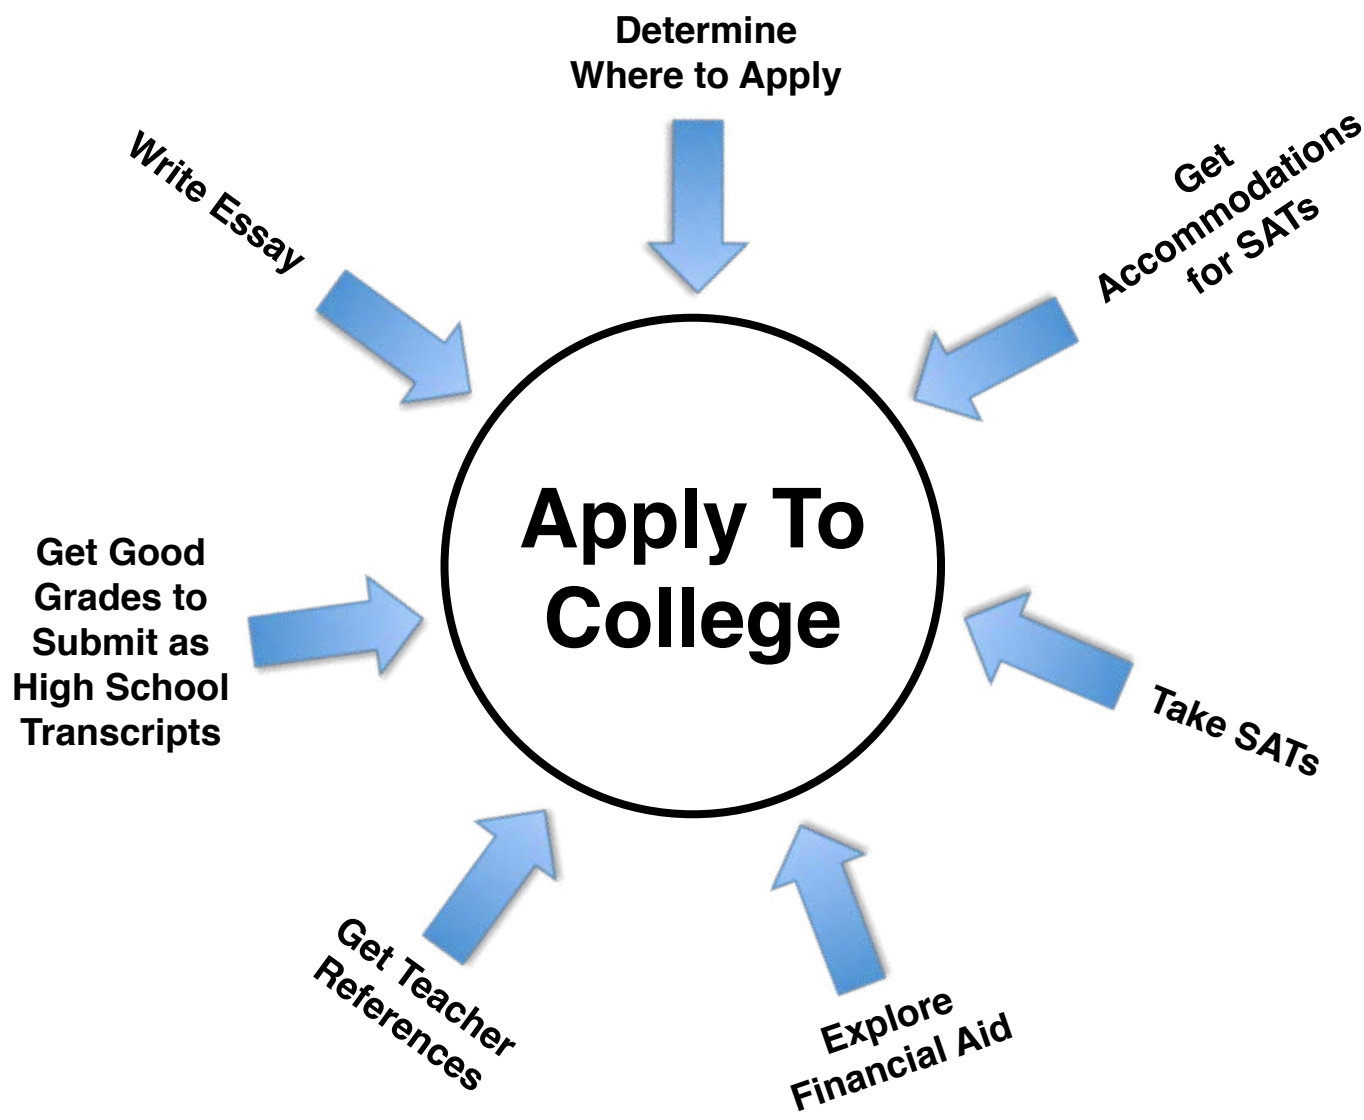 Determine
Where to Apply
Get
Accommodations
for SATs
Write Essay
Apply To
College
Get Good
Grades to
Submit as
High School
Transcripts
Take SATs
Get Teacher
References
Explore
Financial Aid